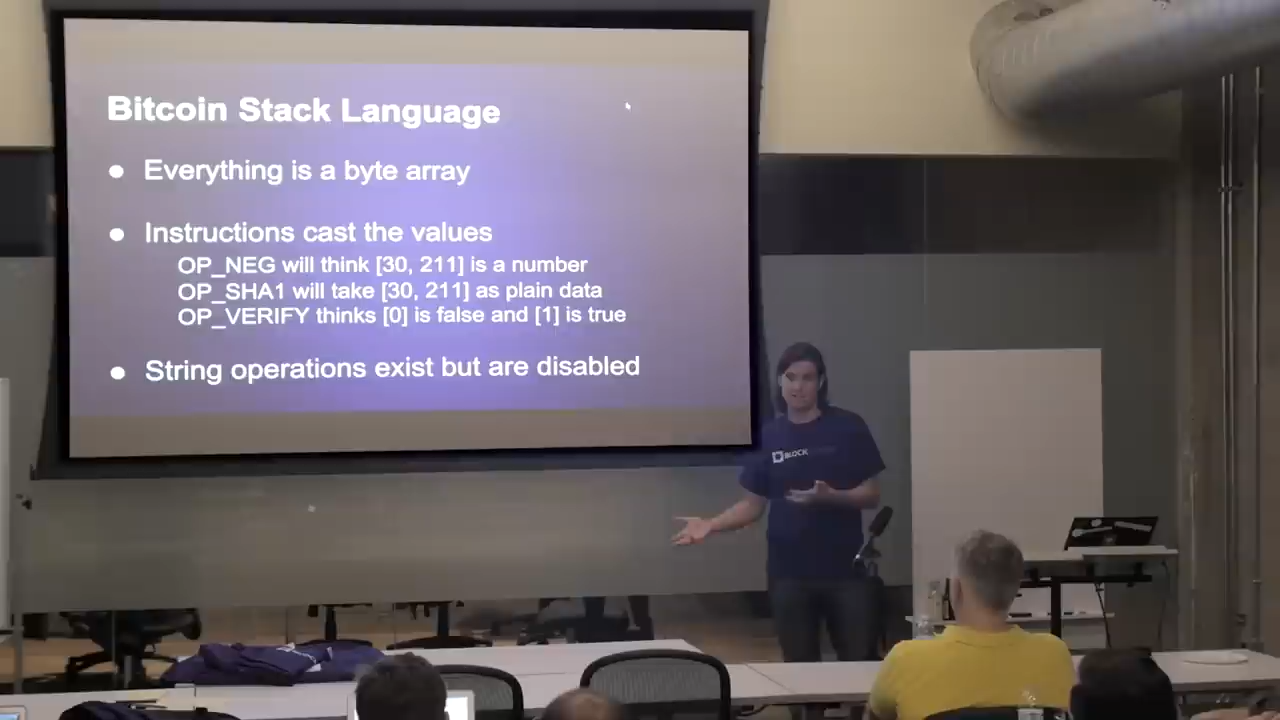 Bitcoin Stack Language
● Everything is a byte array
● Instructions cast the values
OP_NEG will think [30, 211] is a number
OP_SHA1 will take [30, 211] as plain data
OP_VERIFY thinks [0] is false and [1] is true
● String operations exist but are disabled
BLOCK